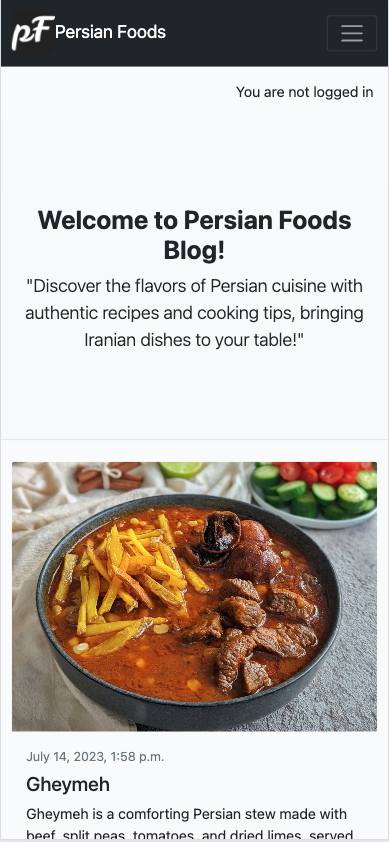 pF Persian Foods
You are not logged in
Welcome to Persian Foods
Blog!
"Discover the flavors of Persian cuisine with
authentic recipes and cooking tips, bringing
Iranian dishes to your table!"
July 14, 2023, 1:58 p.m.
Gheymeh
Gheymeh is a comforting Persian stew made with
beef, split peas, tomatoes, and dried limes, served